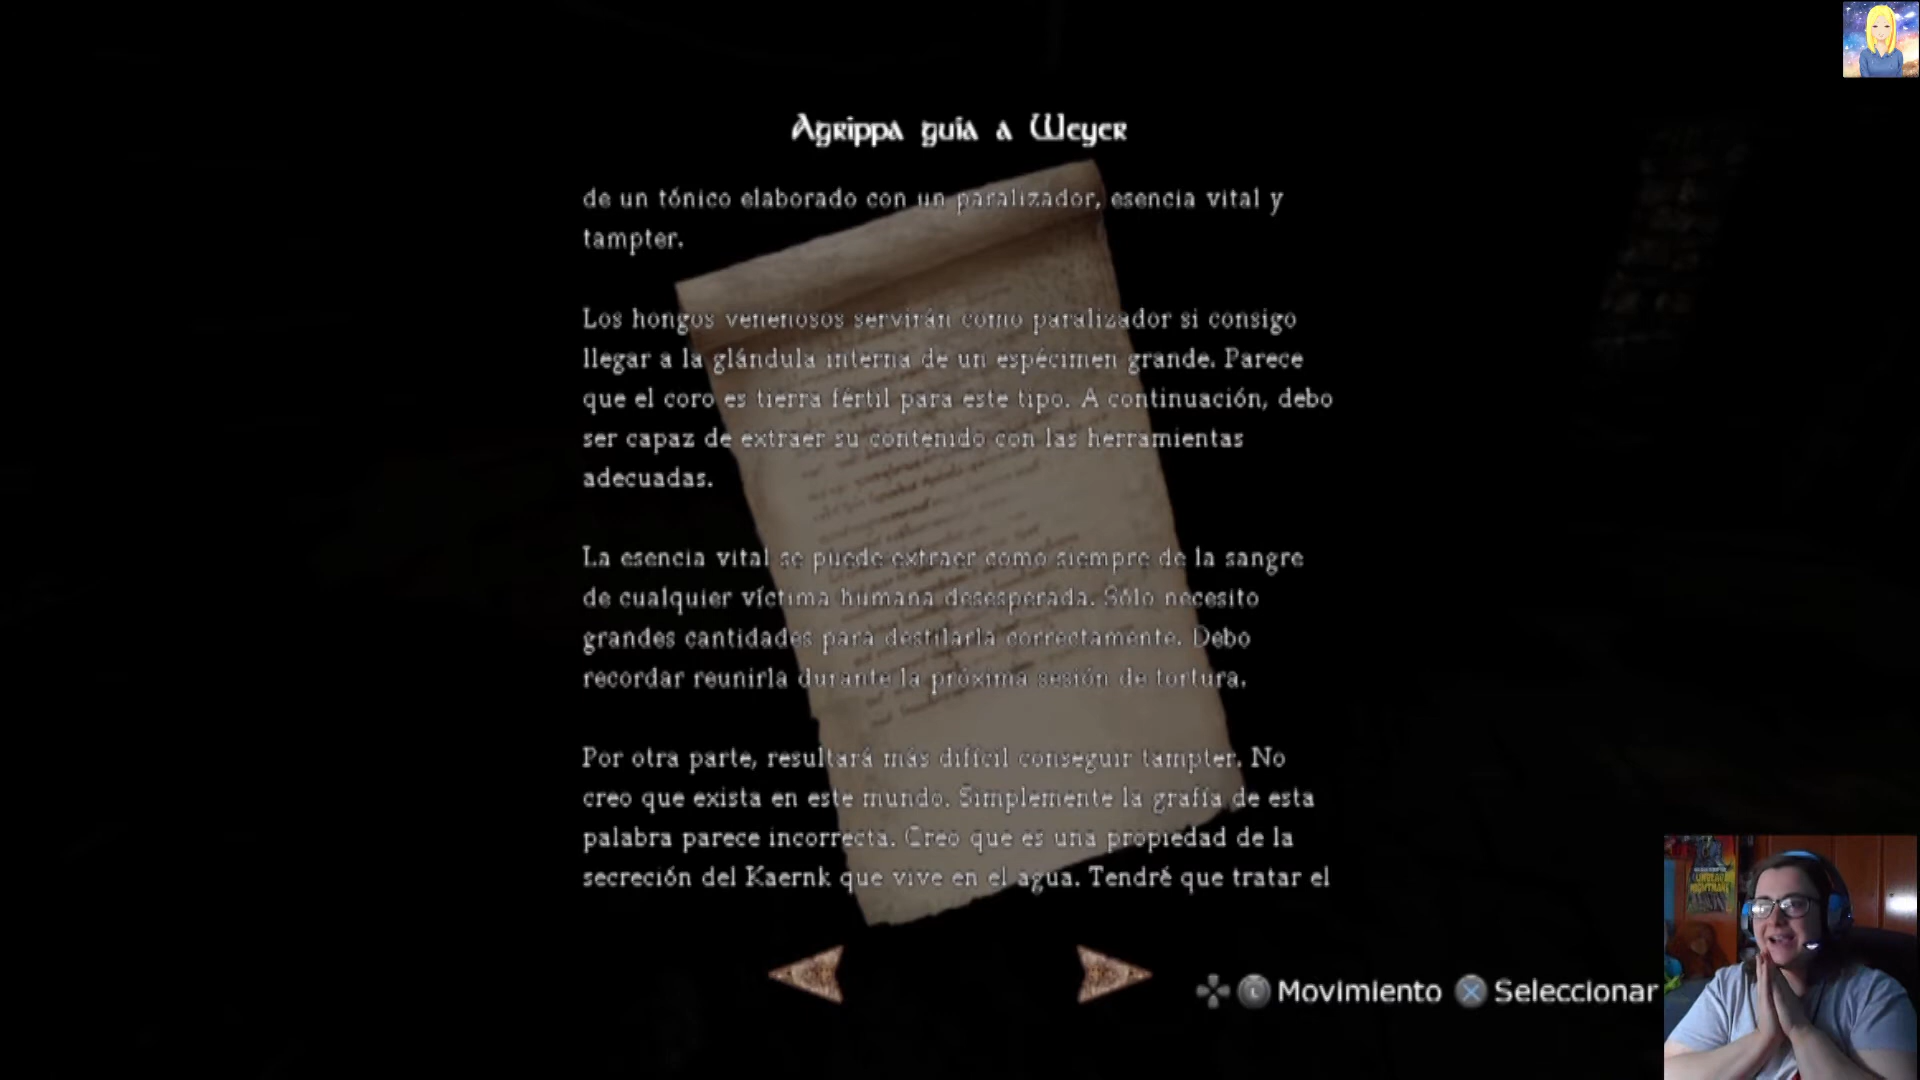 Agrippa guía a Weyer
de un tónico elaborado con un paralizador, esencia vital y
tampter.
Los hongos venenosos servirán como paralizador si consigo
llegar a la glándula interna de un espécimen grande. Parece
que el coro es tierra fértil para este tipo. A continuación, debo
ser capaz de extraer su contenido con las herramientas
adecuadas.
La esencia vital se puede extraer como siempre de la sangre
de cualquier víctima humana desesperada. Sólo necesito
grandes cantidades para destilarla correctamente. Debo
recordar reunirla durante la próxima sesión de tortura.
Por otra parte, resultará más difícil conseguir tampter. No
creo que exista en este mundo. Simplemente la grafía de esta
palabra parece incorrecta. Creo que es una propiedad de la
secreción del Kaernk que vive en el agua. Tendré que tratar el
L Movimiento X Seleccionar
UNDEAD
NIGHTMARE